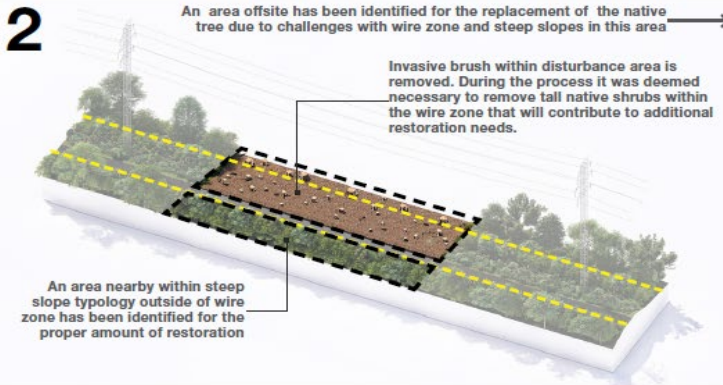 2
An area offsite has been identified for the replacement of the native
tree due to challenges with wire zone and steep slopes in this area
Invasive brush within disturbance area is
removed. During the process it was deemed
necessary to remove tall native shrubs within
the wire zone that will contribute to additional
restoration needs.
An area nearby within steep
slope typology outside of wire
zone has been identified for the
proper amount of restoration